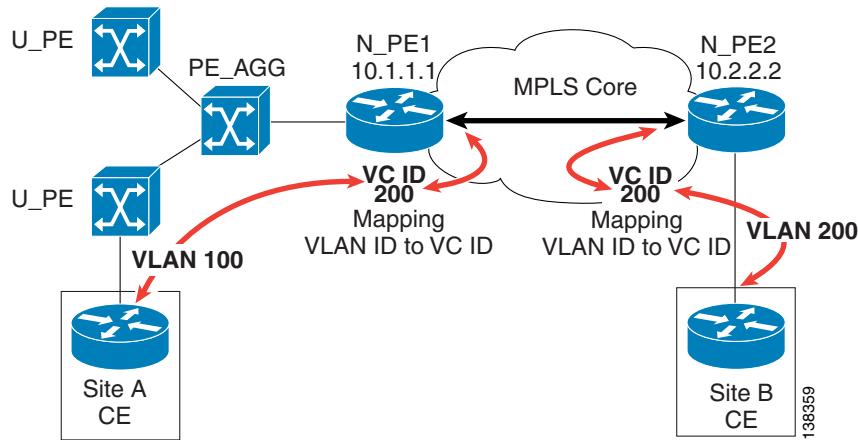 U_PE
PE_AGG
N_PE1
10.1.1.1
MPLS Core
N_PE2
10.2.2.2
U_PE
VC ID
200
Mapping
VLAN ID to VC ID
VC ID
200
Mapping
VLAN ID to VC ID
VLAN 100
VLAN 200
Site A
CE
Site B
CE
138359